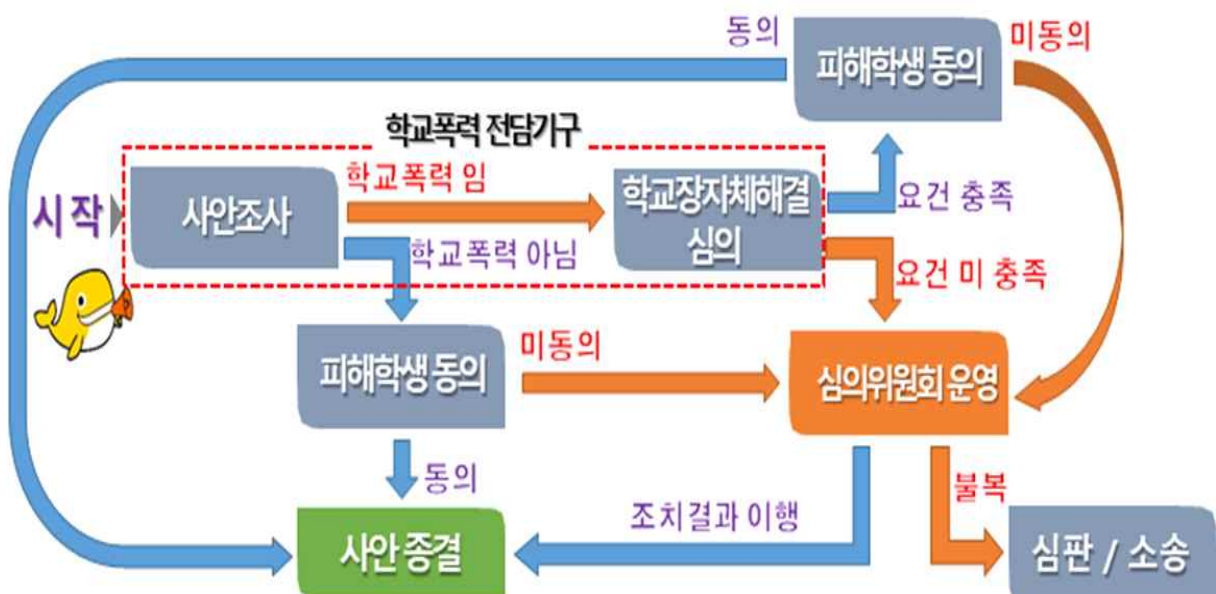 동의
피해학생 동의
미동의
학교폭력 전담기구
시작
사안조사
학교폭력 임
학교장자체해결
심의
요건 충족
학교폭력 아님
요건 미 충족
피해학생 동의
미동의
심의위원회 운영
동의
조치결과 이행
불복
사안 종결
심판 / 소송